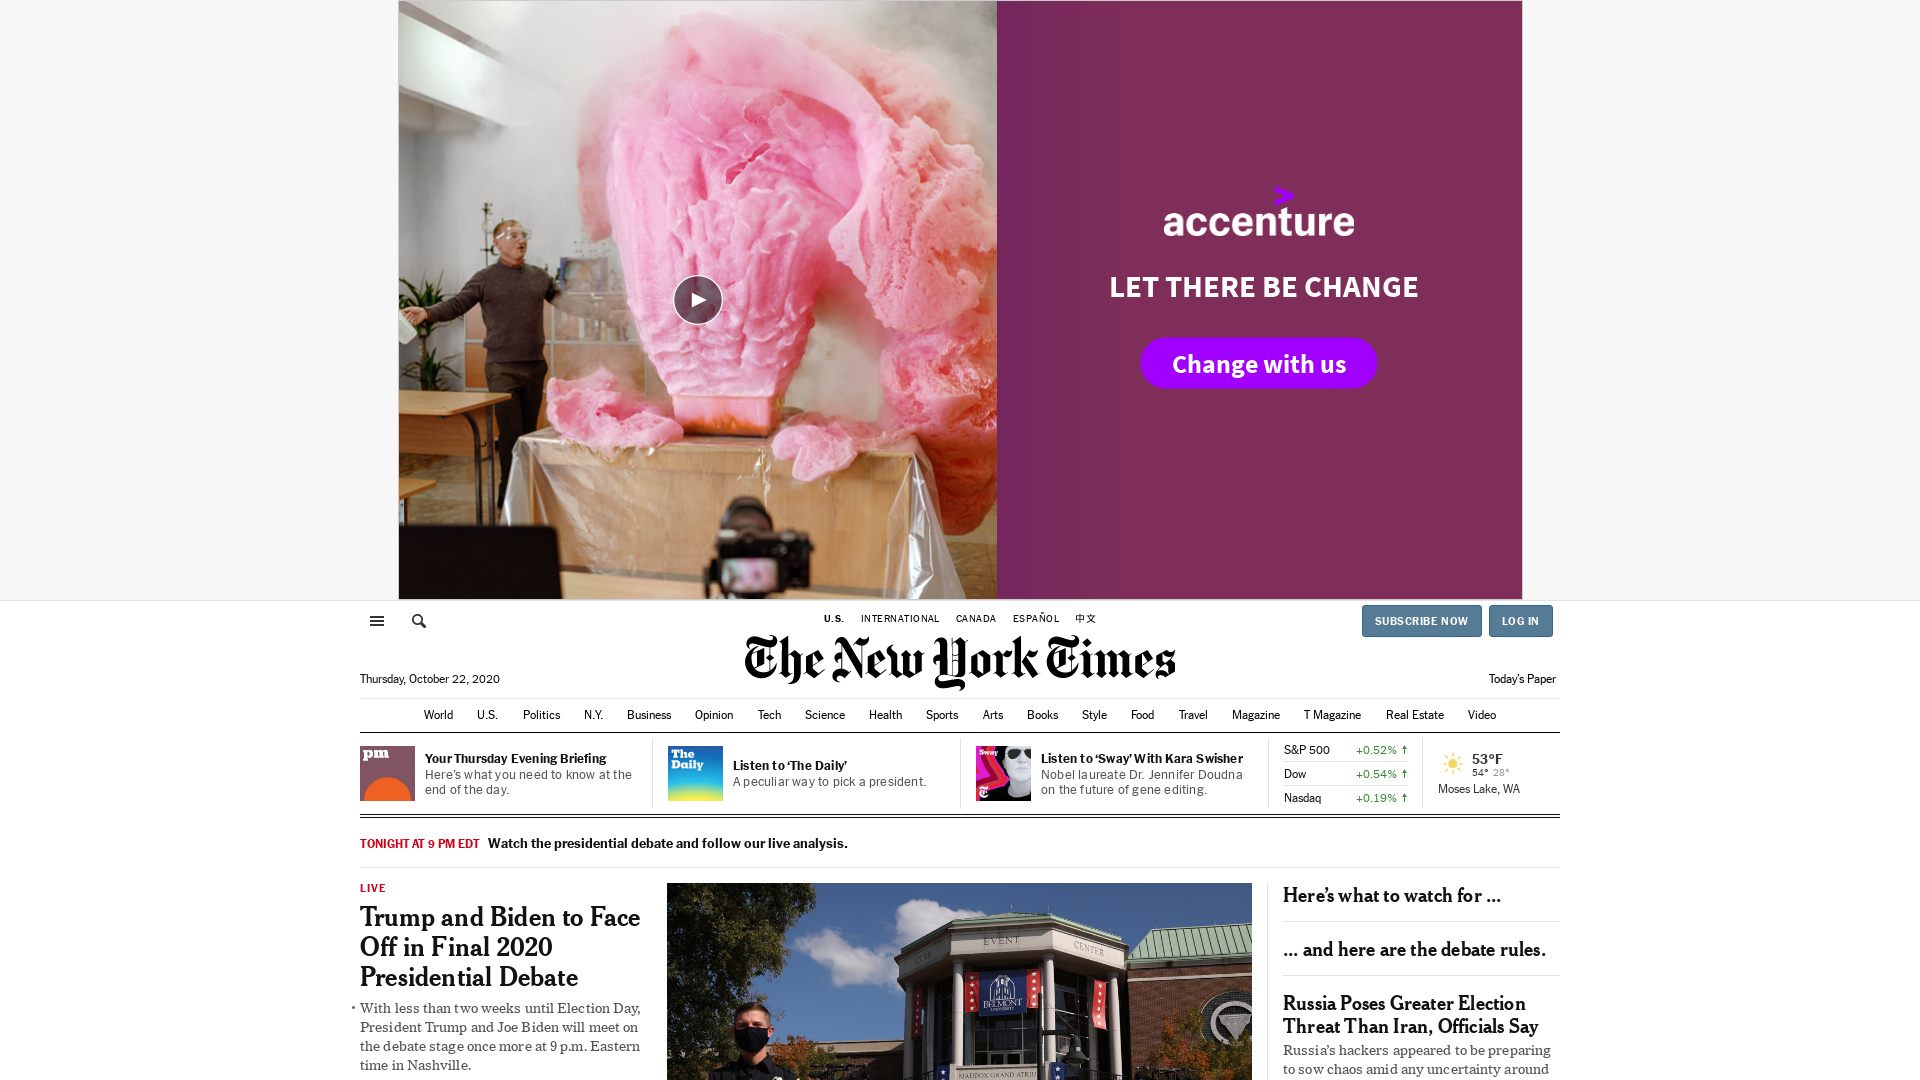 accenture
LET THERE BE CHANGE
Change with us
U.S. INTERNATIONAL CANADA ESPAÑOL 中文
SUBSCRIBE NOW LOG IN
The New York Times
Thursday, October 22, 2020
Today's Paper
World U.S. Politics N.Y. Business Opinion Tech Science Health Sports Arts Books Style Food Travel Magazine T Magazine Real Estate Video
pm
Your Thursday Evening Briefing
Here's what you need to know at the
end of the day.
The
Daily
Listen to ‘The Daily’
A peculiar way to pick a president.
Sway
Listen to ‘Sway’ With Kara Swisher
Nobel laureate Dr. Jennifer Doudna
on the future of gene editing.
S&P 500 +0.52% ↑
Dow +0.54% ↑
Nasdaq +0.19% ↑
53°F
54° 28°
Moses Lake, WA
TONIGHT AT 9 PM EDT Watch the presidential debate and follow our live analysis.
LIVE
Trump and Biden to Face
Off in Final 2020
Presidential Debate
• With less than two weeks until Election Day,
President Trump and Joe Biden will meet on
the debate stage once more at 9 p.m. Eastern
time in Nashville.
CURB EVENT CENTER
BELMONT
UNIVERSITY
MADDOX GRAND ATRIUM
Here’s what to watch for …
… and here are the debate rules.
Russia Poses Greater Election
Threat Than Iran, Officials Say
Russia’s hackers appeared to be preparing
to sow chaos amid any uncertainty around